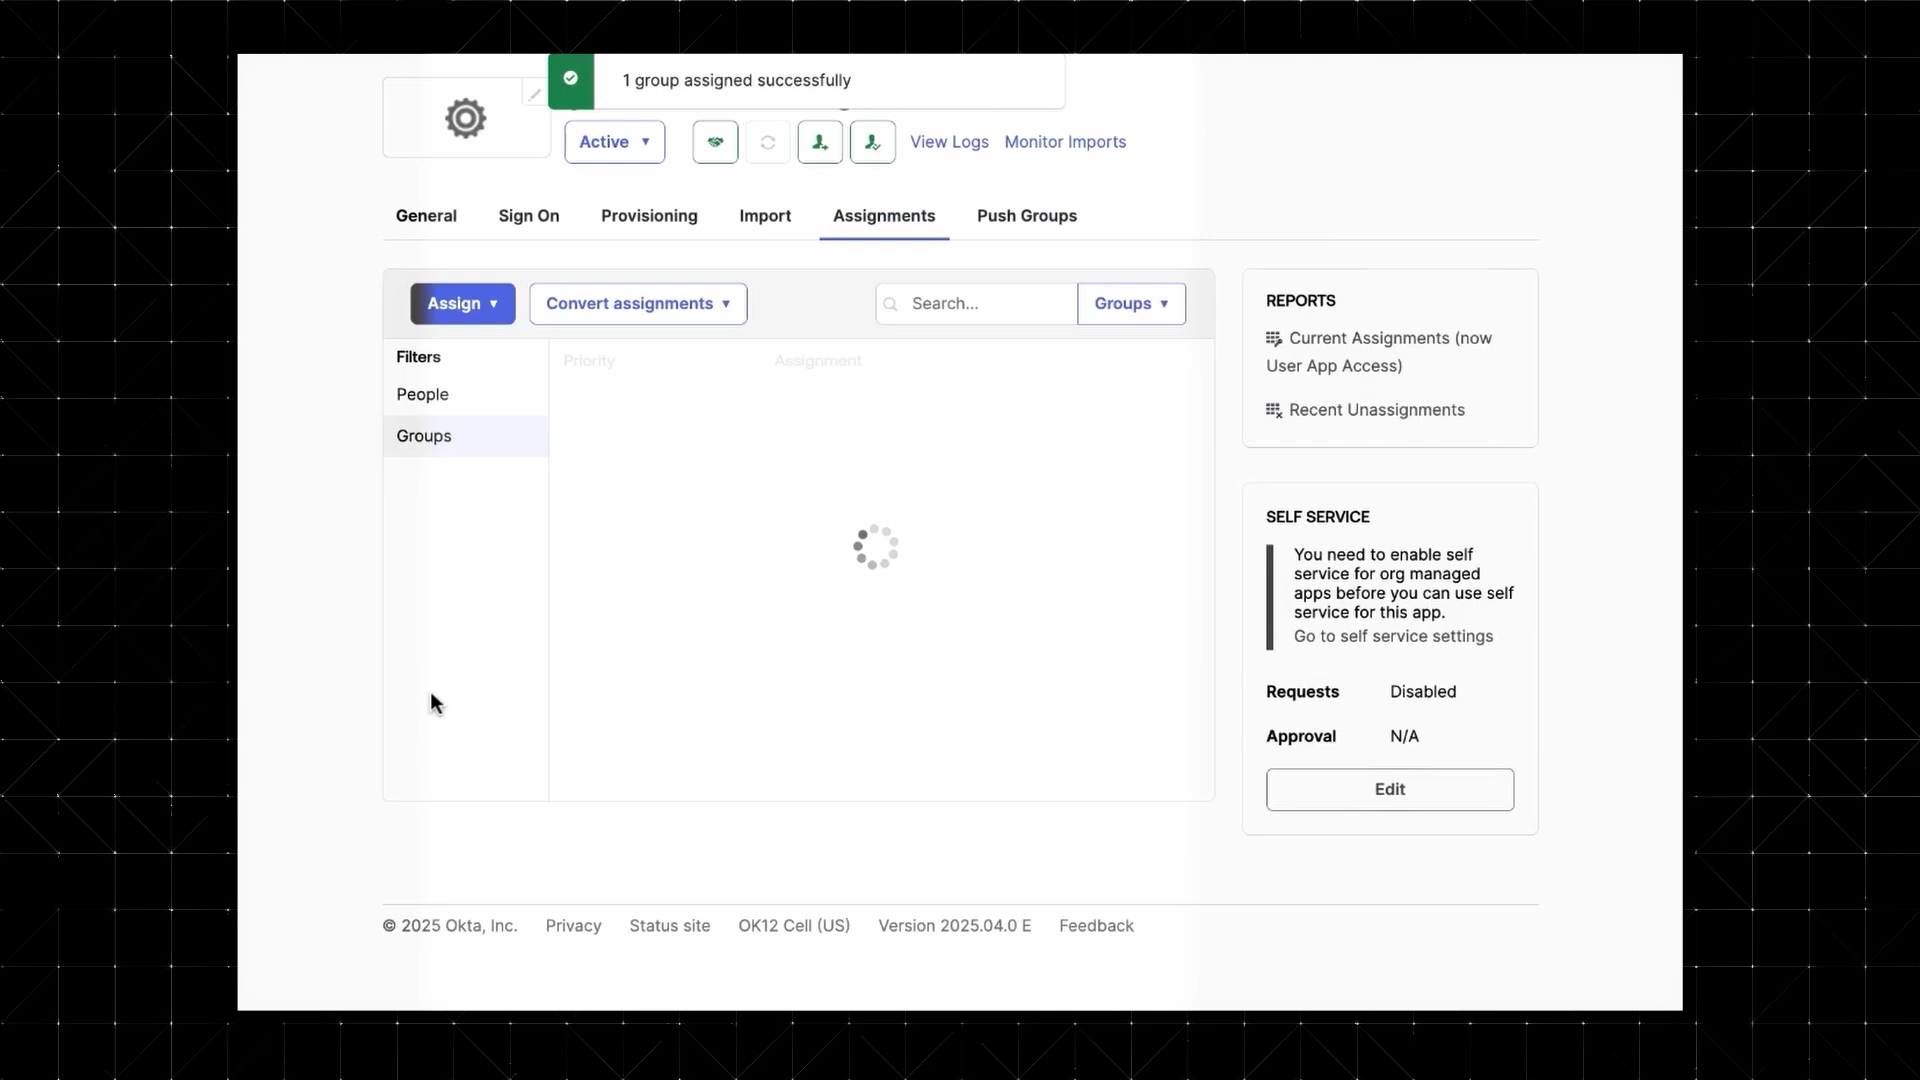 1 group assigned successfully
Active
View Logs
Monitor Imports
General
Sign On
Provisioning
Import
Assignments
Push Groups
Assign
Convert assignments
Search...
Groups
Filters
People
Groups
Priority
Assignment
REPORTS
Current Assignments (now
User App Access)
Recent Unassignments
SELF SERVICE
You need to enable self
service for org managed
apps before you can use self
service for this app.
Go to self service settings
Requests
Disabled
Approval
N/A
Edit
© 2025 Okta, Inc.
Privacy
Status site
OK12 Cell (US)
Version 2025.04.0 E
Feedback